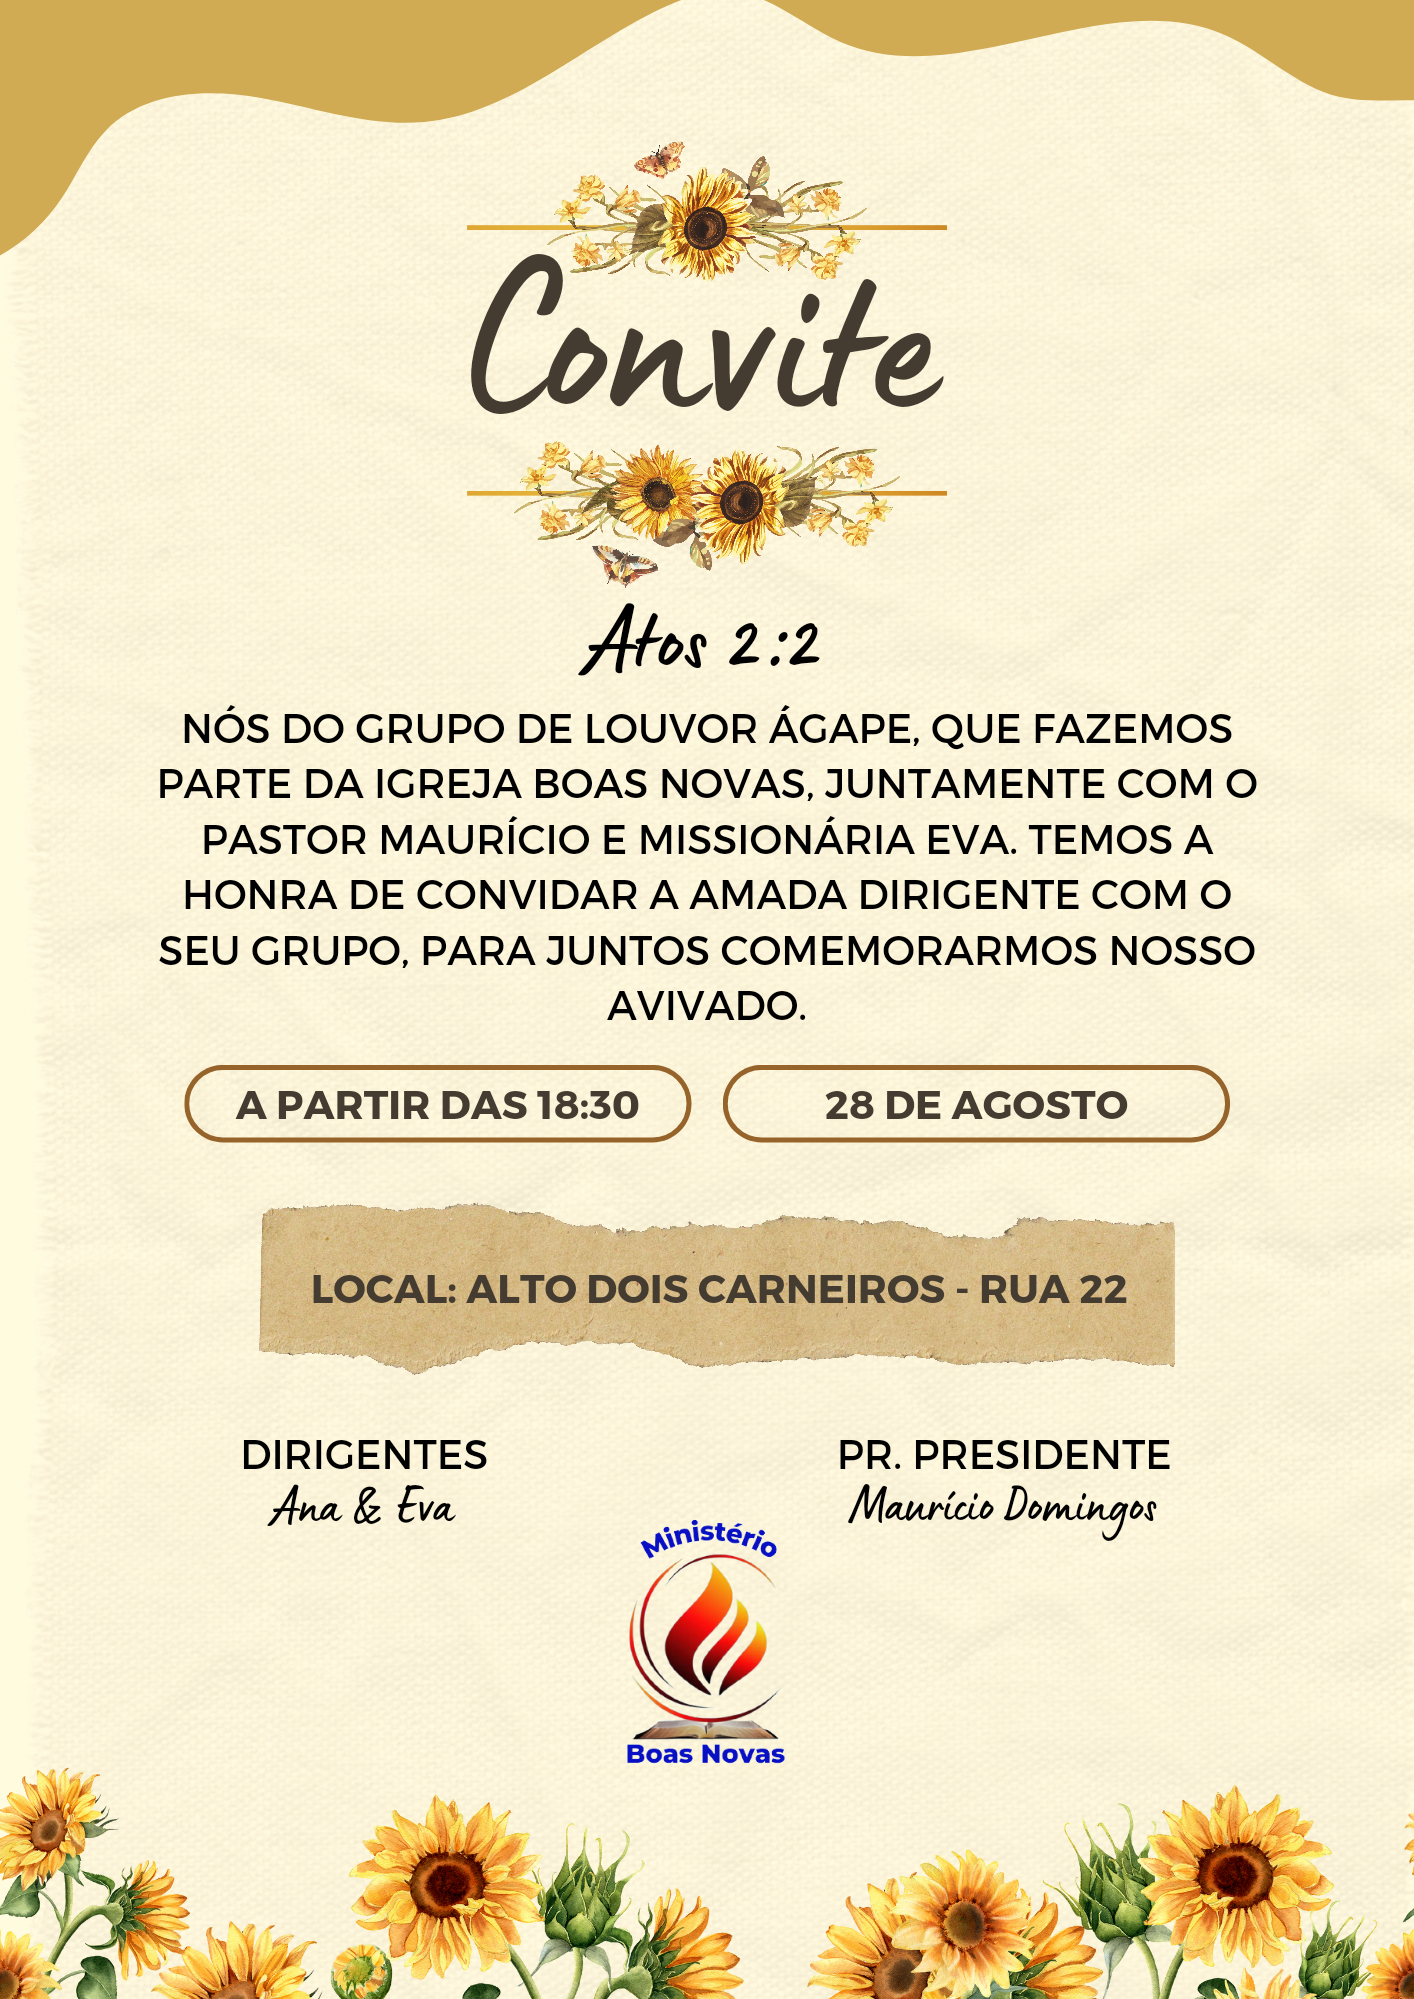 Convite
Atos 2:2
NÓS DO GRUPO DE LOUVOR ÁGAPE, QUE FAZEMOS
PARTE DA IGREJA BOAS NOVAS, JUNTAMENTE COM O
PASTOR MAURÍCIO E MISSIONÁRIA EVA. TEMOS A
HONRA DE CONVIDAR A AMADA DIRIGENTE COM O
SEU GRUPO, PARA JUNTOS COMEMORARMOS NOSSO
AVIVADO.
A PARTIR DAS 18:30
28 DE AGOSTO
LOCAL: ALTO DOIS CARNEIROS - RUA 22
DIRIGENTES
Ana & Eva
PR. PRESIDENTE
Maurício Domingos
Ministério
Boas Novas